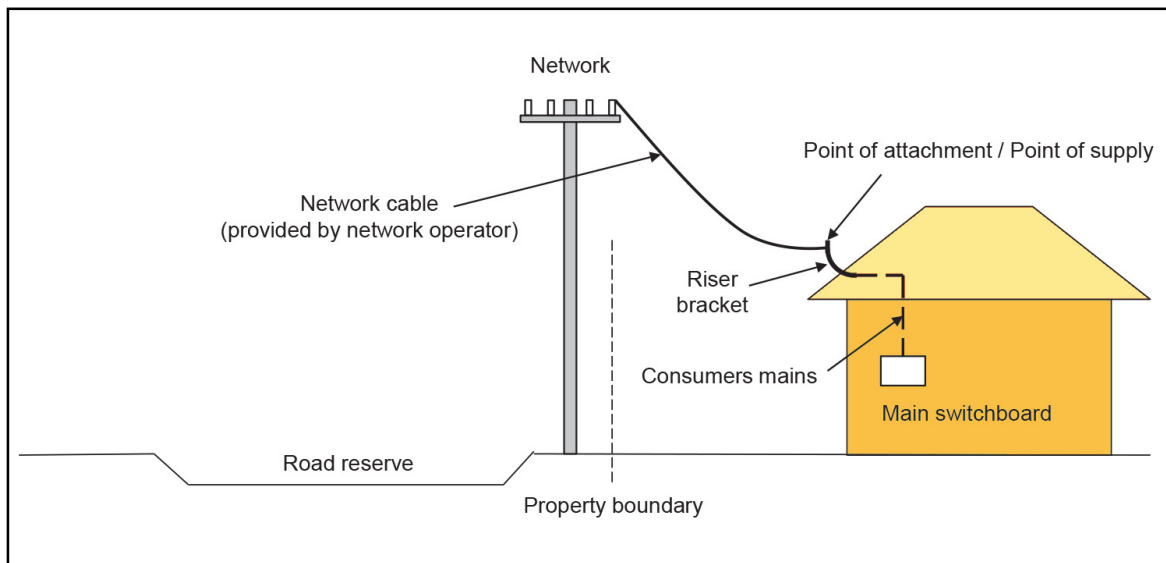 Network
Point of attachment / Point of supply
Network cable
(provided by network operator)
Riser
bracket
Consumers mains
Main switchboard
Road reserve
Property boundary